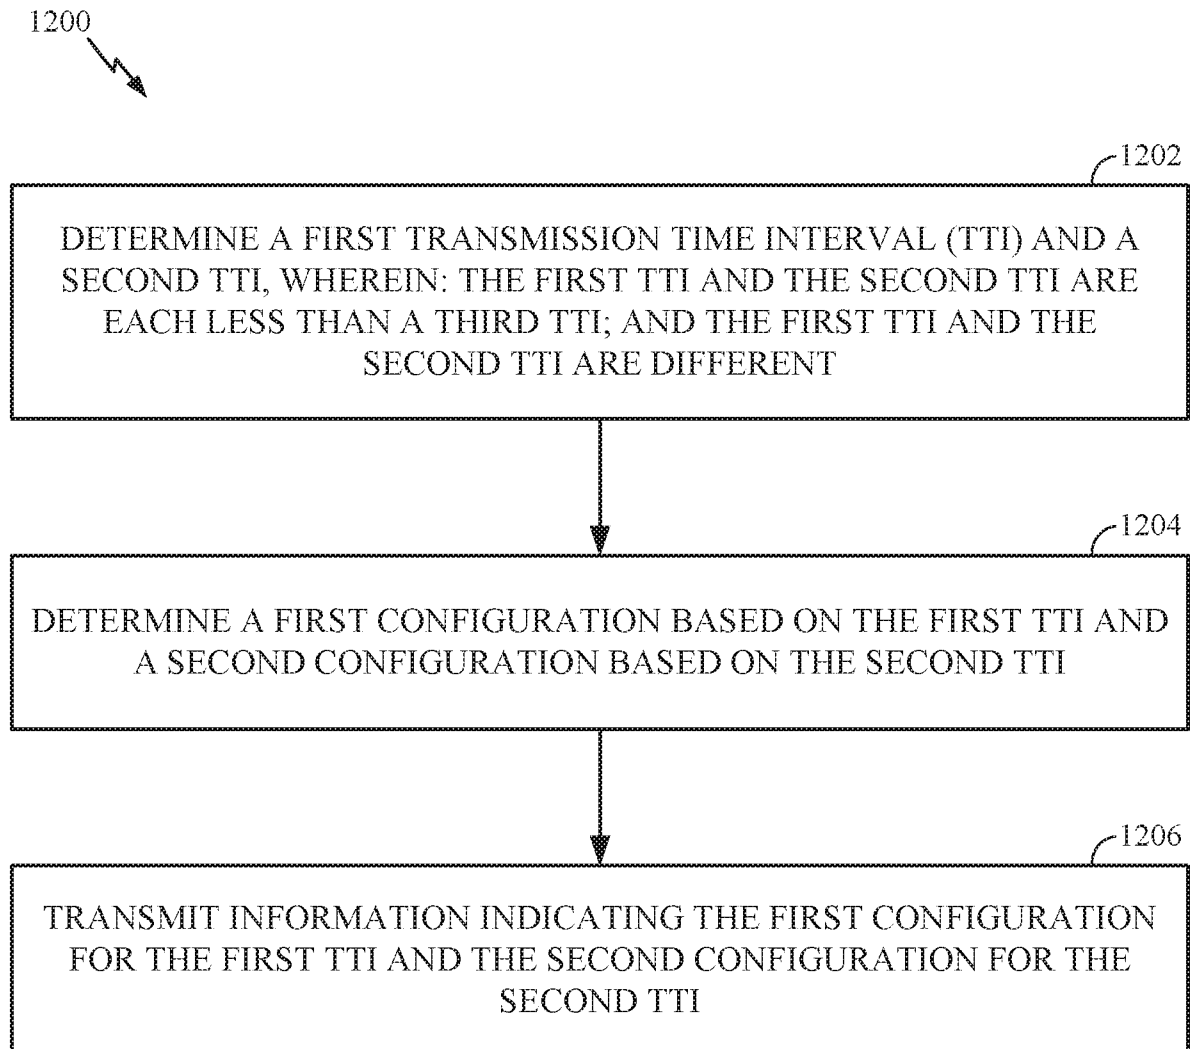 1200
1202
DETERMINE A FIRST TRANSMISSION TIME INTERVAL (TTI) AND A
SECOND TTI, WHEREIN: THE FIRST TTI AND THE SECOND TTI ARE
EACH LESS THAN A THIRD TTI; AND THE FIRST TTI AND THE
SECOND TTI ARE DIFFERENT
1204
DETERMINE A FIRST CONFIGURATION BASED ON THE FIRST TTI AND
A SECOND CONFIGURATION BASED ON THE SECOND TTI
1206
TRANSMIT INFORMATION INDICATING THE FIRST CONFIGURATION
FOR THE FIRST TTI AND THE SECOND CONFIGURATION FOR THE
SECOND TTI